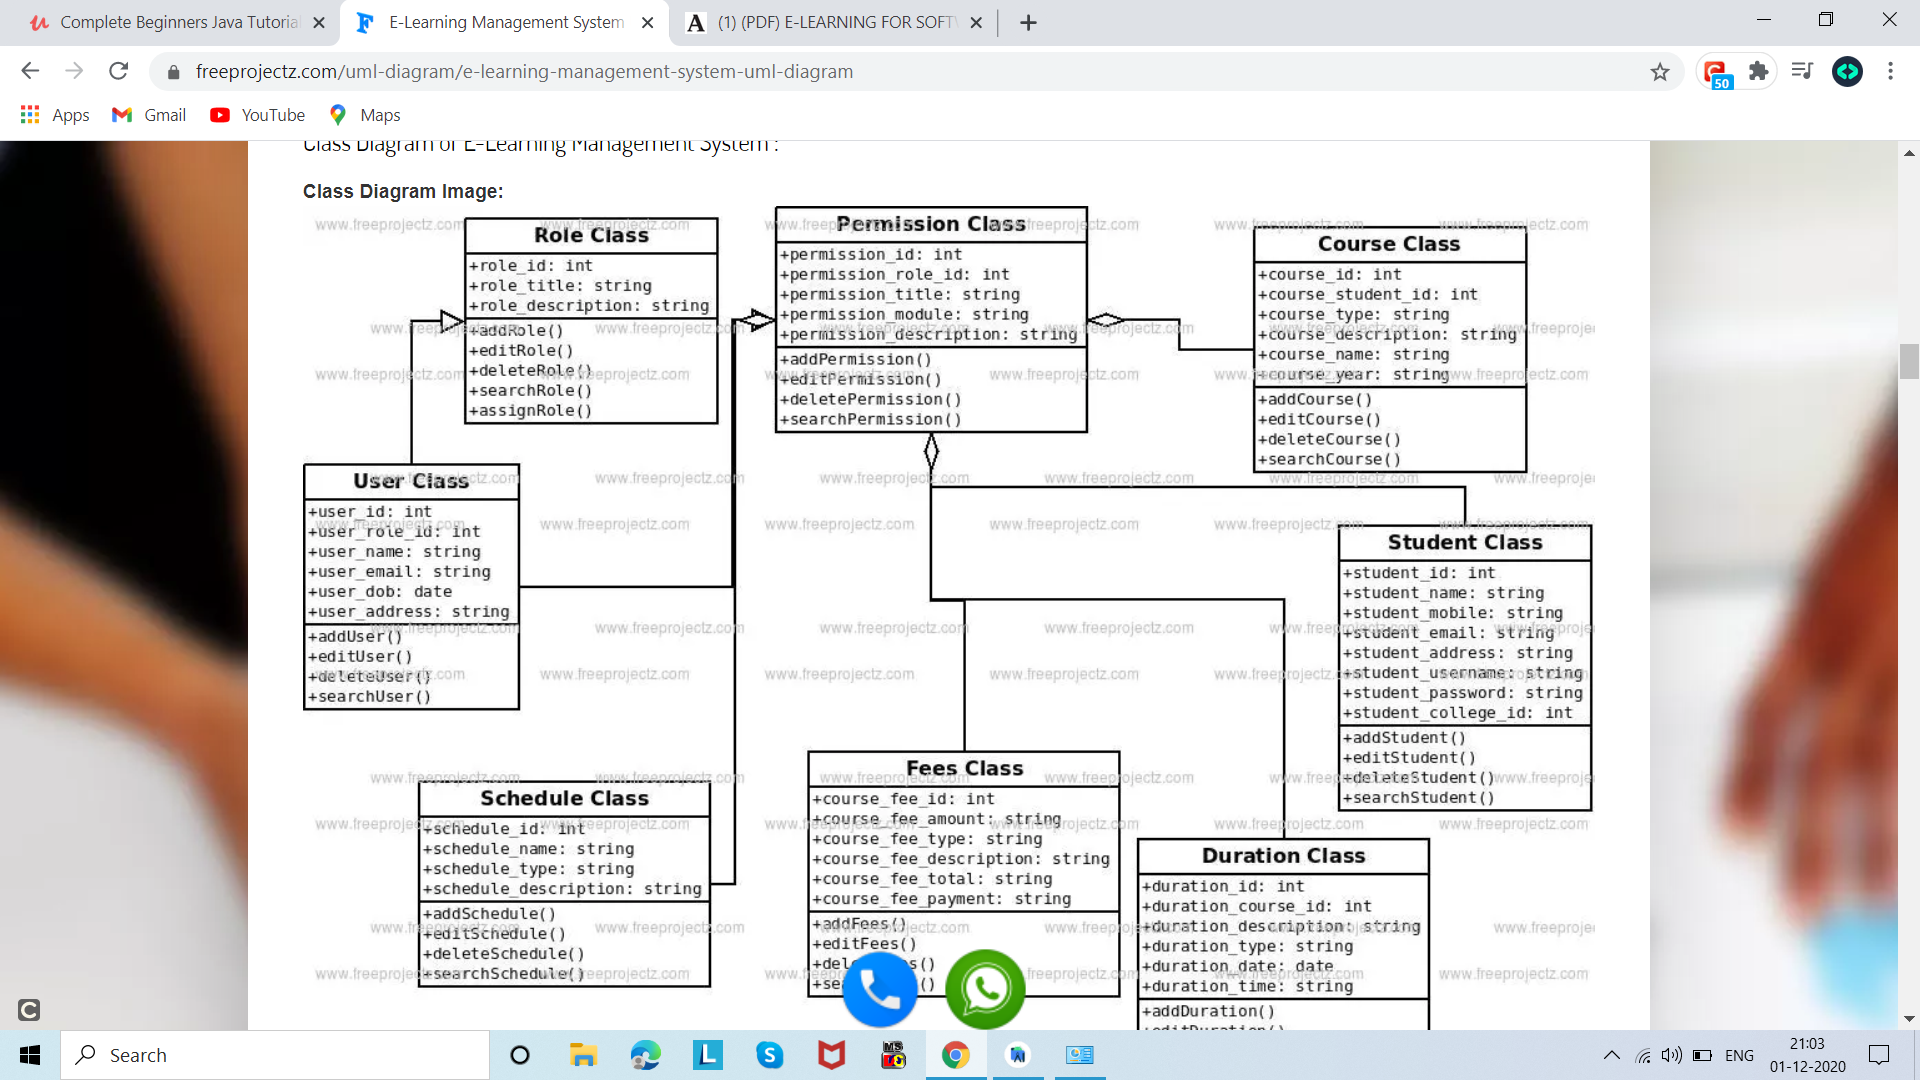 Complete Beginners Java Tutoria
E-Learning Management System
(1) (PDF) E-LEARNING FOR SOFT
freeprojectz.com/uml-diagram/e-learning-management-system-uml-diagram
50
Apps
Gmail
YouTube
Maps
Class Diagram of E-Learning Management System :
Class Diagram Image:
Role Class
+role_id: int
+role_title: string
+role_description: string
+addRole()
+editRole()
+deleteRole()
+searchRole()
+assignRole()
Permission Class
+permission_id: int
+permission_role_id: int
+permission_title: string
+permission_module: string
+permission_description: string
+addPermission()
+editPermission()
+deletePermission()
+searchPermission()
Course Class
+course_id: int
+course_student_id: int
+course_type: string
+course_description: string
+course_name: string
+course_year: string
+addCourse()
+editCourse()
+deleteCourse()
+searchCourse()
User Class
+user_id: int
+user_role_id: int
+user_name: string
+user_email: string
+user_dob: date
+user_address: string
+addUser()
+editUser()
+deleteUser()
+searchUser()
Student Class
+student_id: int
+student_name: string
+student_mobile: string
+student_email: string
+student_address: string
+student_username: string
+student_password: string
+student_college_id: int
+addStudent()
+editStudent()
+deleteStudent()
+searchStudent()
Schedule Class
+schedule_id: int
+schedule_name: string
+schedule_type: string
+schedule_description: string
+addSchedule()
+editSchedule()
+deleteSchedule()
+searchSchedule()
Fees Class
+course_fee_id: int
+course_fee_amount: string
+course_fee_type: string
+course_fee_description: string
+course_fee_total: string
+course_fee_payment: string
+addFees()
+editFees()
Duration Class
+duration_id: int
+duration_course_id: int
+duration_description: string
+duration_type: string
+duration_date: date
+duration_time: string
+addDuration()
+editDuration()
www.freeprojectz.com
Search
ENG
21:03
01-12-2020